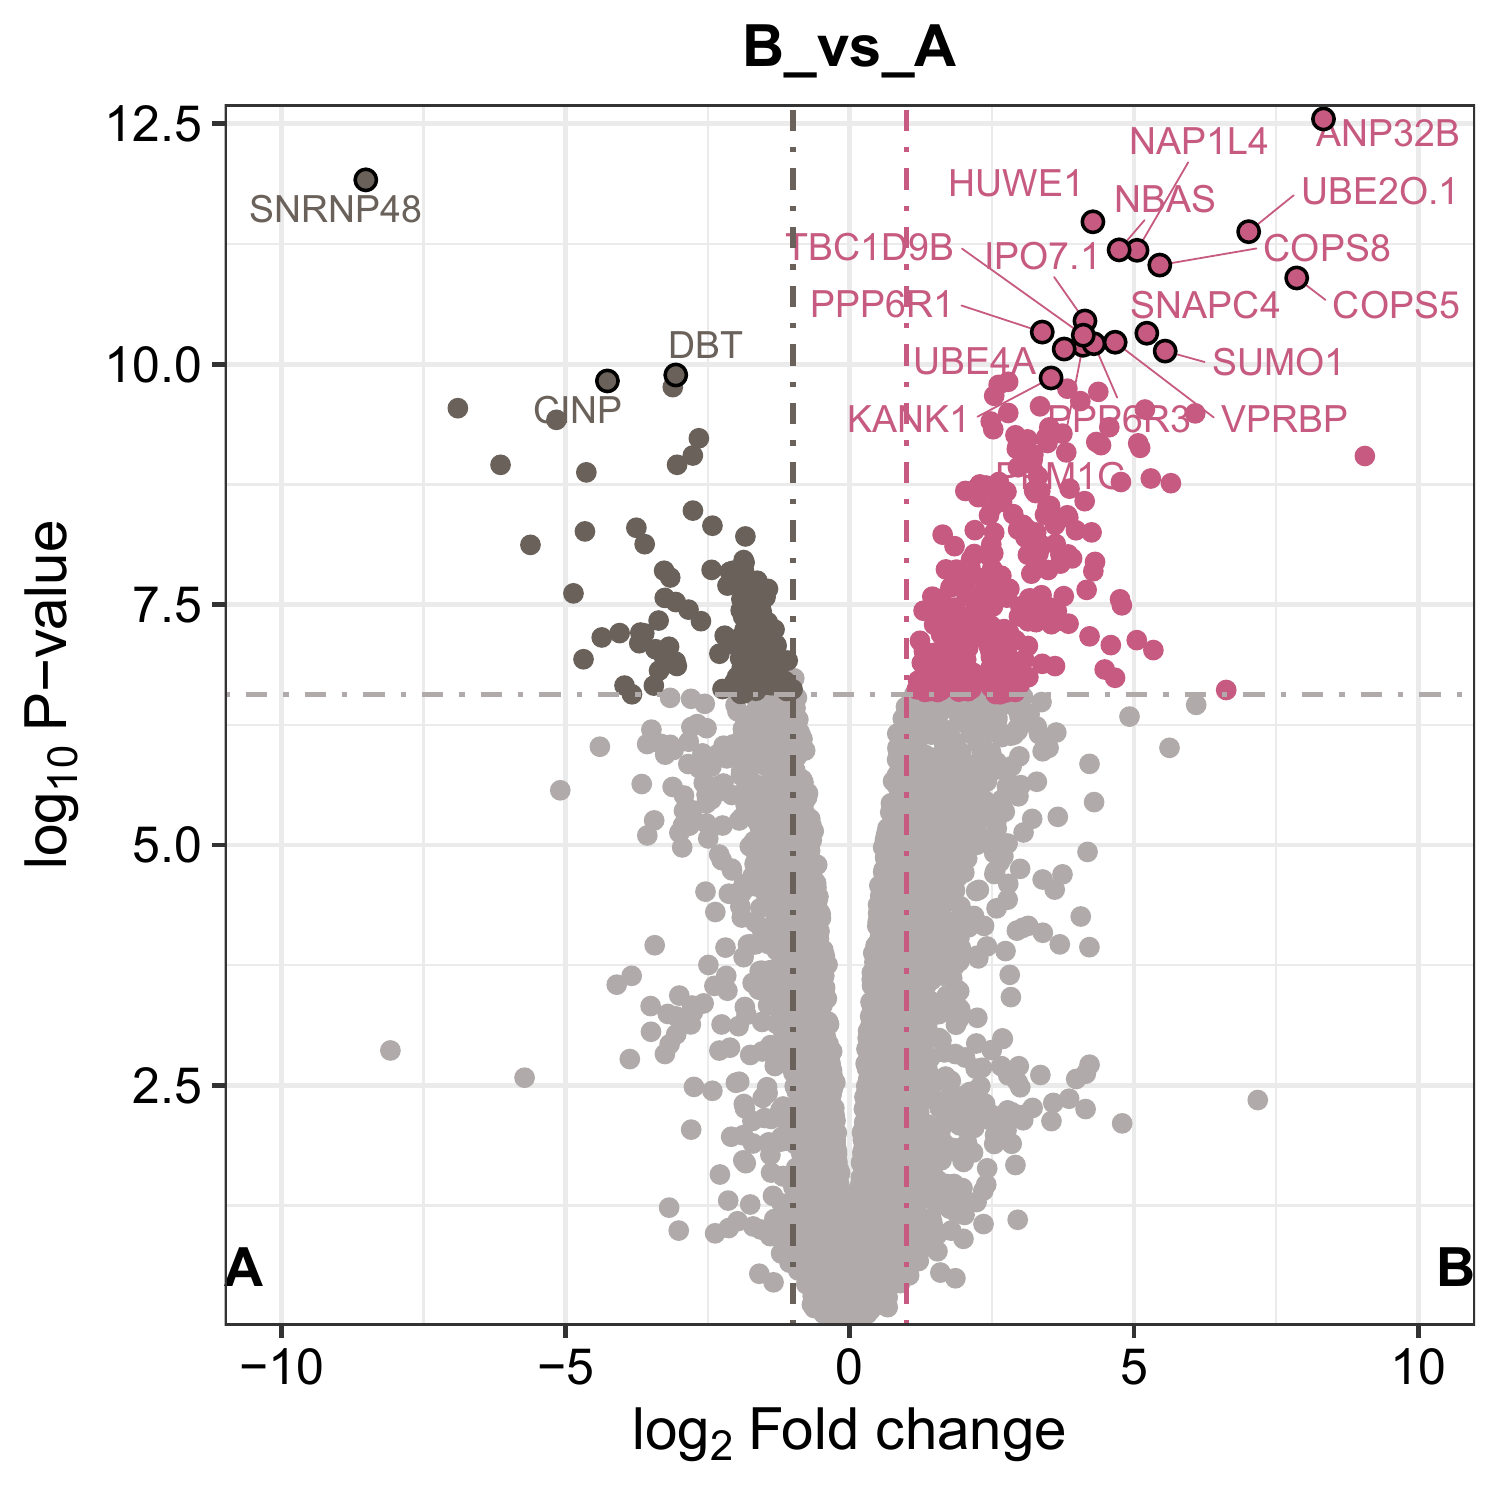 B_vs_A
12.5
10.0
7.5
5.0
2.5
log10 P−value
ANP32B
NAP1L4
HUWE1
NBAS
UBE2O.1
SNRNP48
TBC1D9B
IPO7.1
COPS8
PPP6R1
SNAPC4
COPS5
DBT
UBE4A
SUMO1
CINP
KANK1
PPP6R3
VPRBP
A
B
−10
−5
0
5
10
log2 Fold change